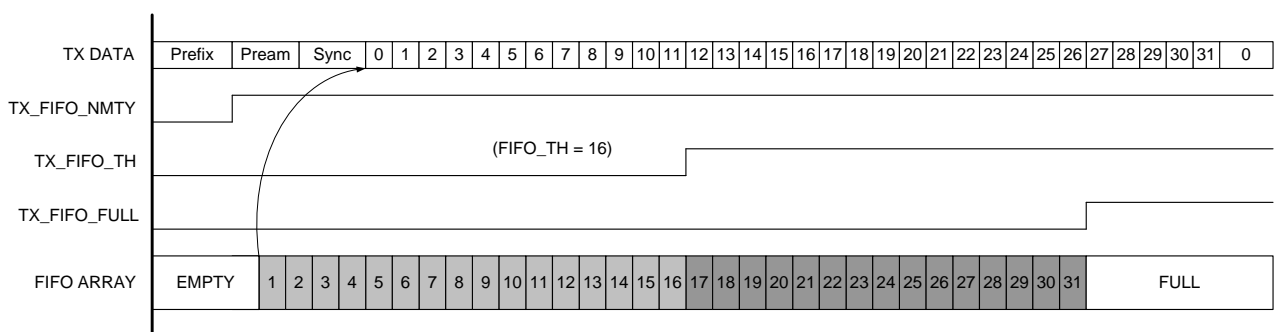 TX DATA Prefix Pream Sync 0 1 2 3 4 5 6 7 8 9 10 11 12 13 14 15 16 17 18 19 20 21 22 23 24 25 26 27 28 29 30 31 0
TX_FIFO_NMTY
TX_FIFO_TH (FIFO_TH = 16)
TX_FIFO_FULL
FIFO ARRAY EMPTY 1 2 3 4 5 6 7 8 9 10 11 12 13 14 15 16 17 18 19 20 21 22 23 24 25 26 27 28 29 30 31 FULL